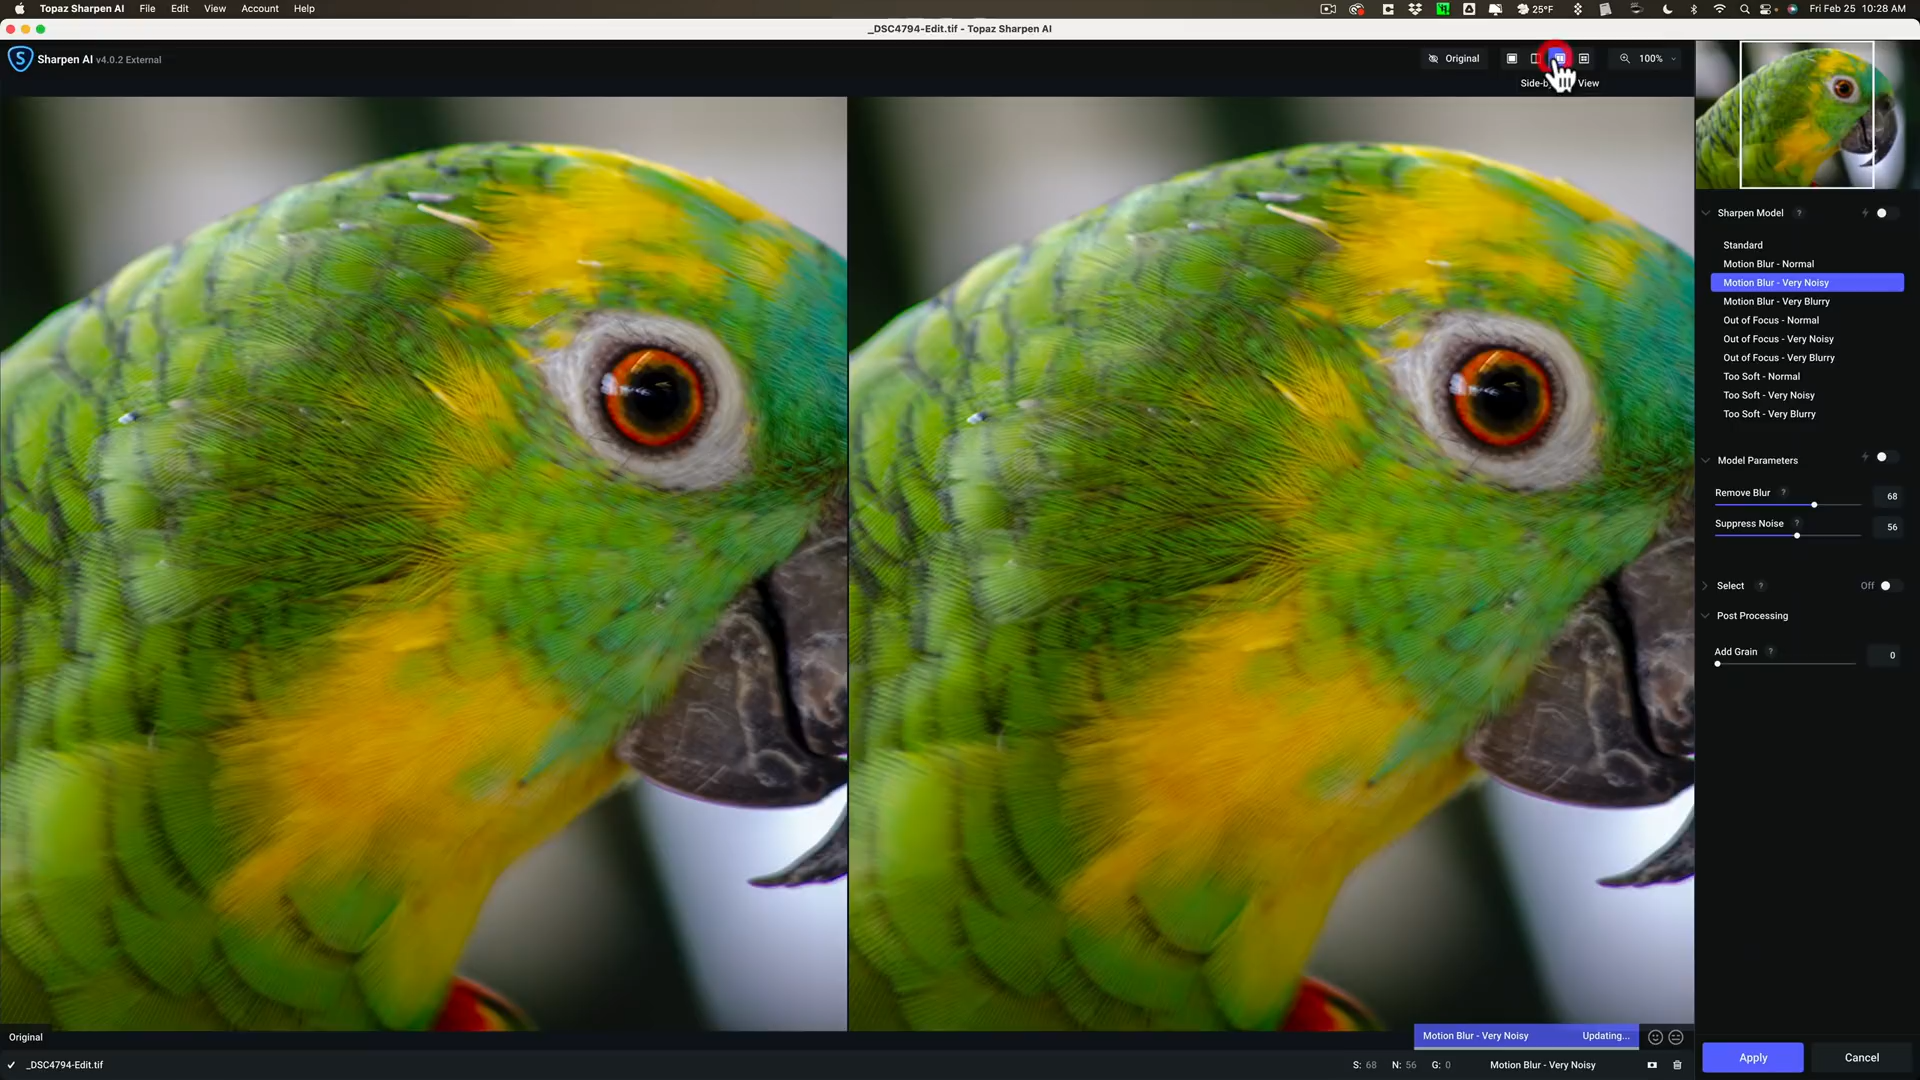 Topaz Sharpen AI File Edit View Account Help 25°F Fri Feb 25 10:28 AM
_DSC4794-Edit.tif - Topaz Sharpen AI
Sharpen AI v4.0.2 External
Original
100%
Side-by View
Sharpen Model ?
Standard
Motion Blur - Normal
Motion Blur - Very Noisy
Motion Blur - Very Blurry
Out of Focus - Normal
Out of Focus - Very Noisy
Out of Focus - Very Blurry
Too Soft - Normal
Too Soft - Very Noisy
Too Soft - Very Blurry
Model Parameters
Remove Blur ? 68
Suppress Noise ? 56
Select ? Off
Post Processing
Add Grain ? 0
Original
Motion Blur - Very Noisy Updating...
_DSC4794-Edit.tif
S: 68 N: 56 G: 0 Motion Blur - Very Noisy
Apply Cancel